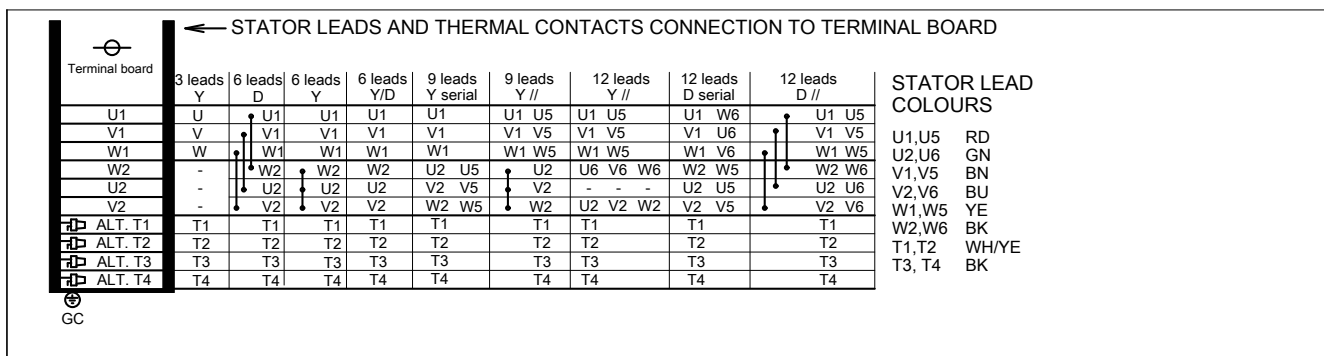 STATOR LEADS AND THERMAL CONTACTS CONNECTION TO TERMINAL BOARD
Terminal board
3 leads 6 leads 6 leads 6 leads 9 leads 9 leads 12 leads 12 leads 12 leads
Y D Y Y/D Y serial Y // Y // D serial D //
U1 U U1 U1 U1 U1 U1 U5 U1 U5 U1 W6 U1 U5
V1 V V1 V1 V1 V1 V1 V5 V1 V5 V1 U6 V1 V5
W1 W W1 W1 W1 W1 W1 W5 W1 W5 W1 V6 W1 W5
W2 - W2 W2 W2 U2 U5 U2 U6 V6 W6 W2 W5 W2 W6
U2 - U2 U2 U2 V2 V5 V2 - - - U2 U5 U2 U6
V2 - V2 V2 V2 W2 W5 W2 U2 V2 W2 V2 V5 V2 V6
ALT. T1 T1 T1 T1 T1 T1 T1 T1 T1 T1
ALT. T2 T2 T2 T2 T2 T2 T2 T2 T2 T2
ALT. T3 T3 T3 T3 T3 T3 T3 T3 T3 T3
ALT. T4 T4 T4 T4 T4 T4 T4 T4 T4 T4
GC
STATOR LEAD
COLOURS
U1,U5 RD
U2,U6 GN
V1,V5 BN
V2,V6 BU
W1,W5 YE
W2,W6 BK
T1,T2 WH/YE
T3, T4 BK